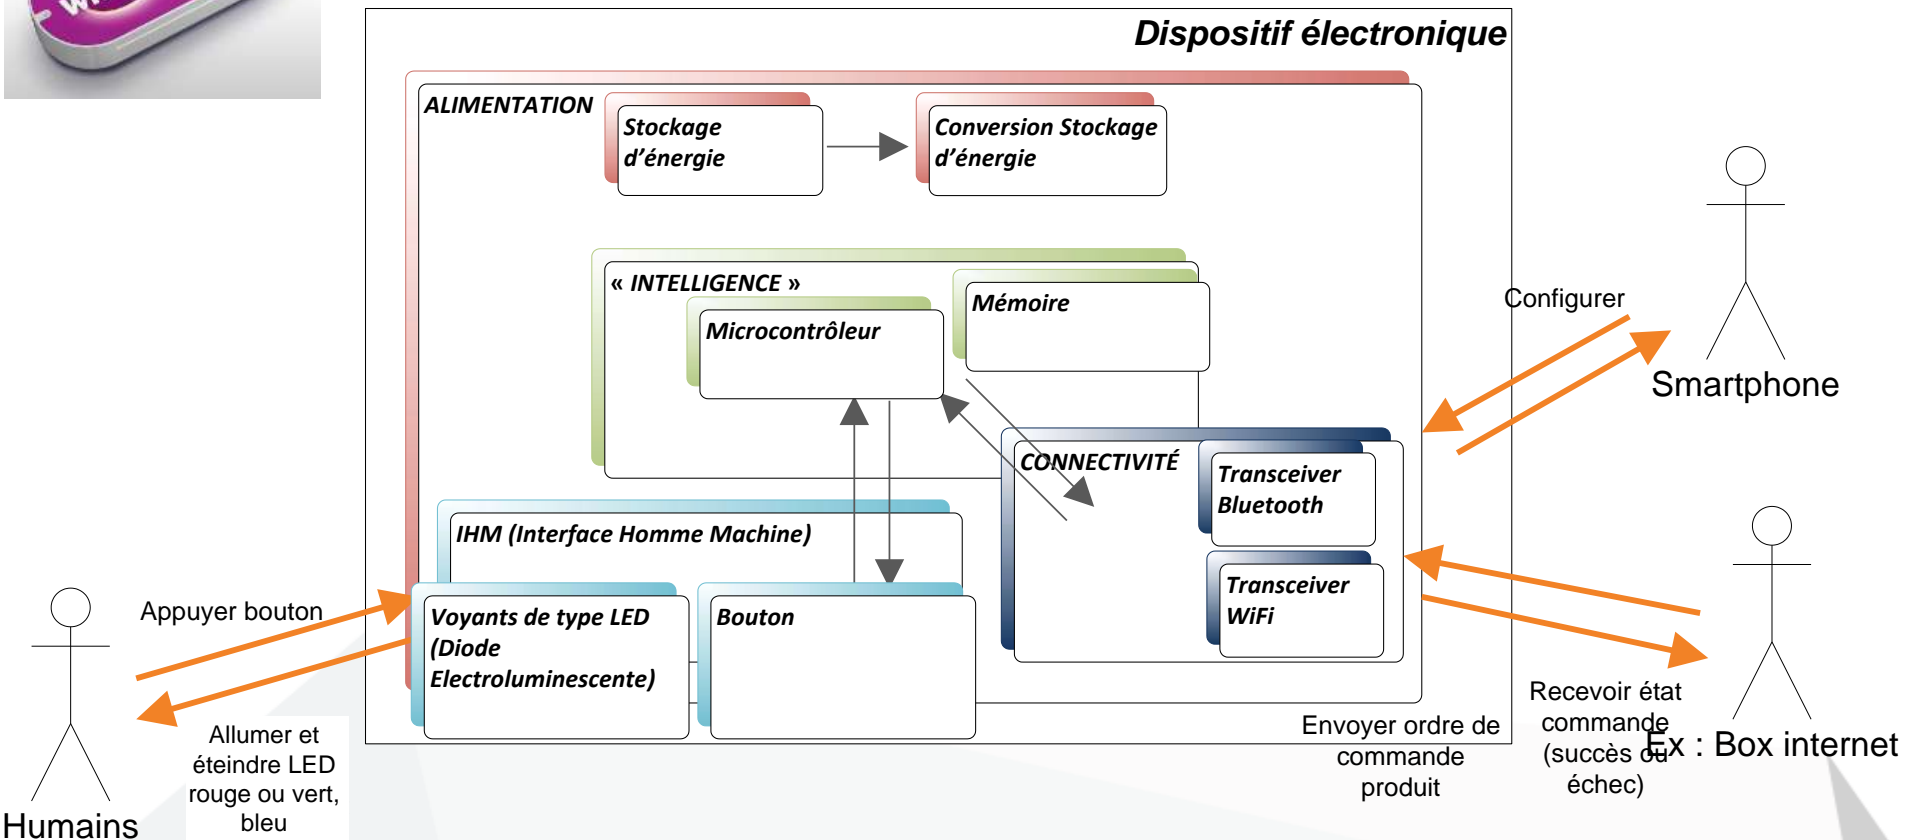 Dispositif électronique
ALIMENTATION
Stockage
d'énergie
Conversion Stockage
d'énergie
« INTELLIGENCE »
Microcontrôleur
Mémoire
CONNECTIVITÉ
Transceiver
Bluetooth
Transceiver
WiFi
IHM (Interface Homme Machine)
Voyants de type LED
(Diode
Electroluminescente)
Bouton
Configurer
Smartphone
Appuyer bouton
Allumer et
éteindre LED
rouge ou vert,
bleu
Humains
Envoyer ordre de
commande
produit
Recevoir état
commande
(succès ou
échec)
Ex : Box internet